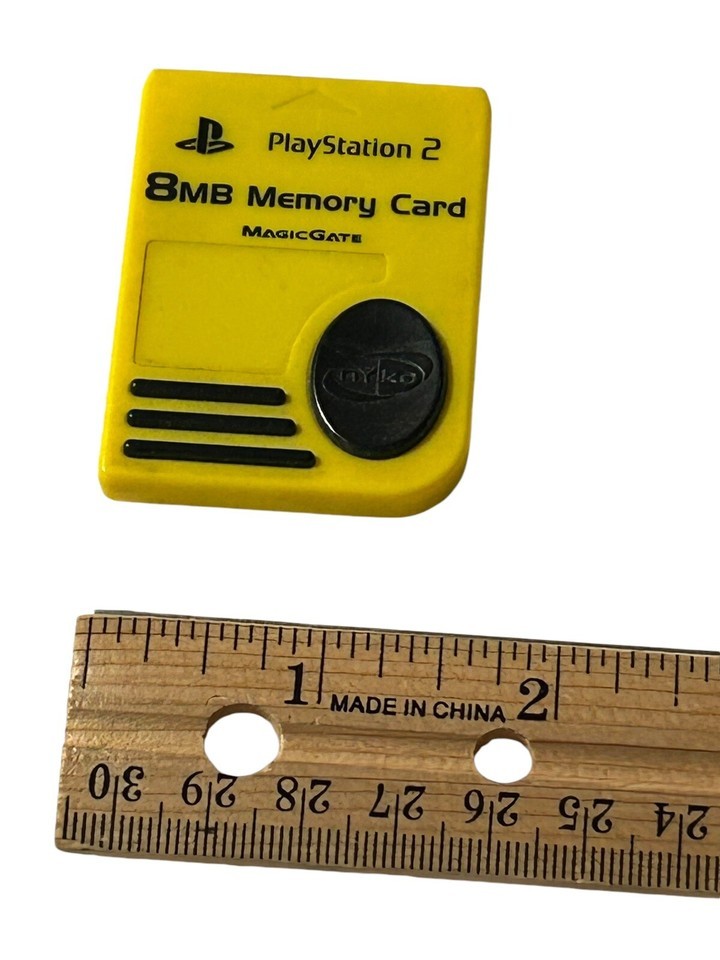 PlayStation 2
8MB Memory Card
MAGICGATE
nyko
1 MADE IN CHINA 2
30 29 28 27 26 25 24